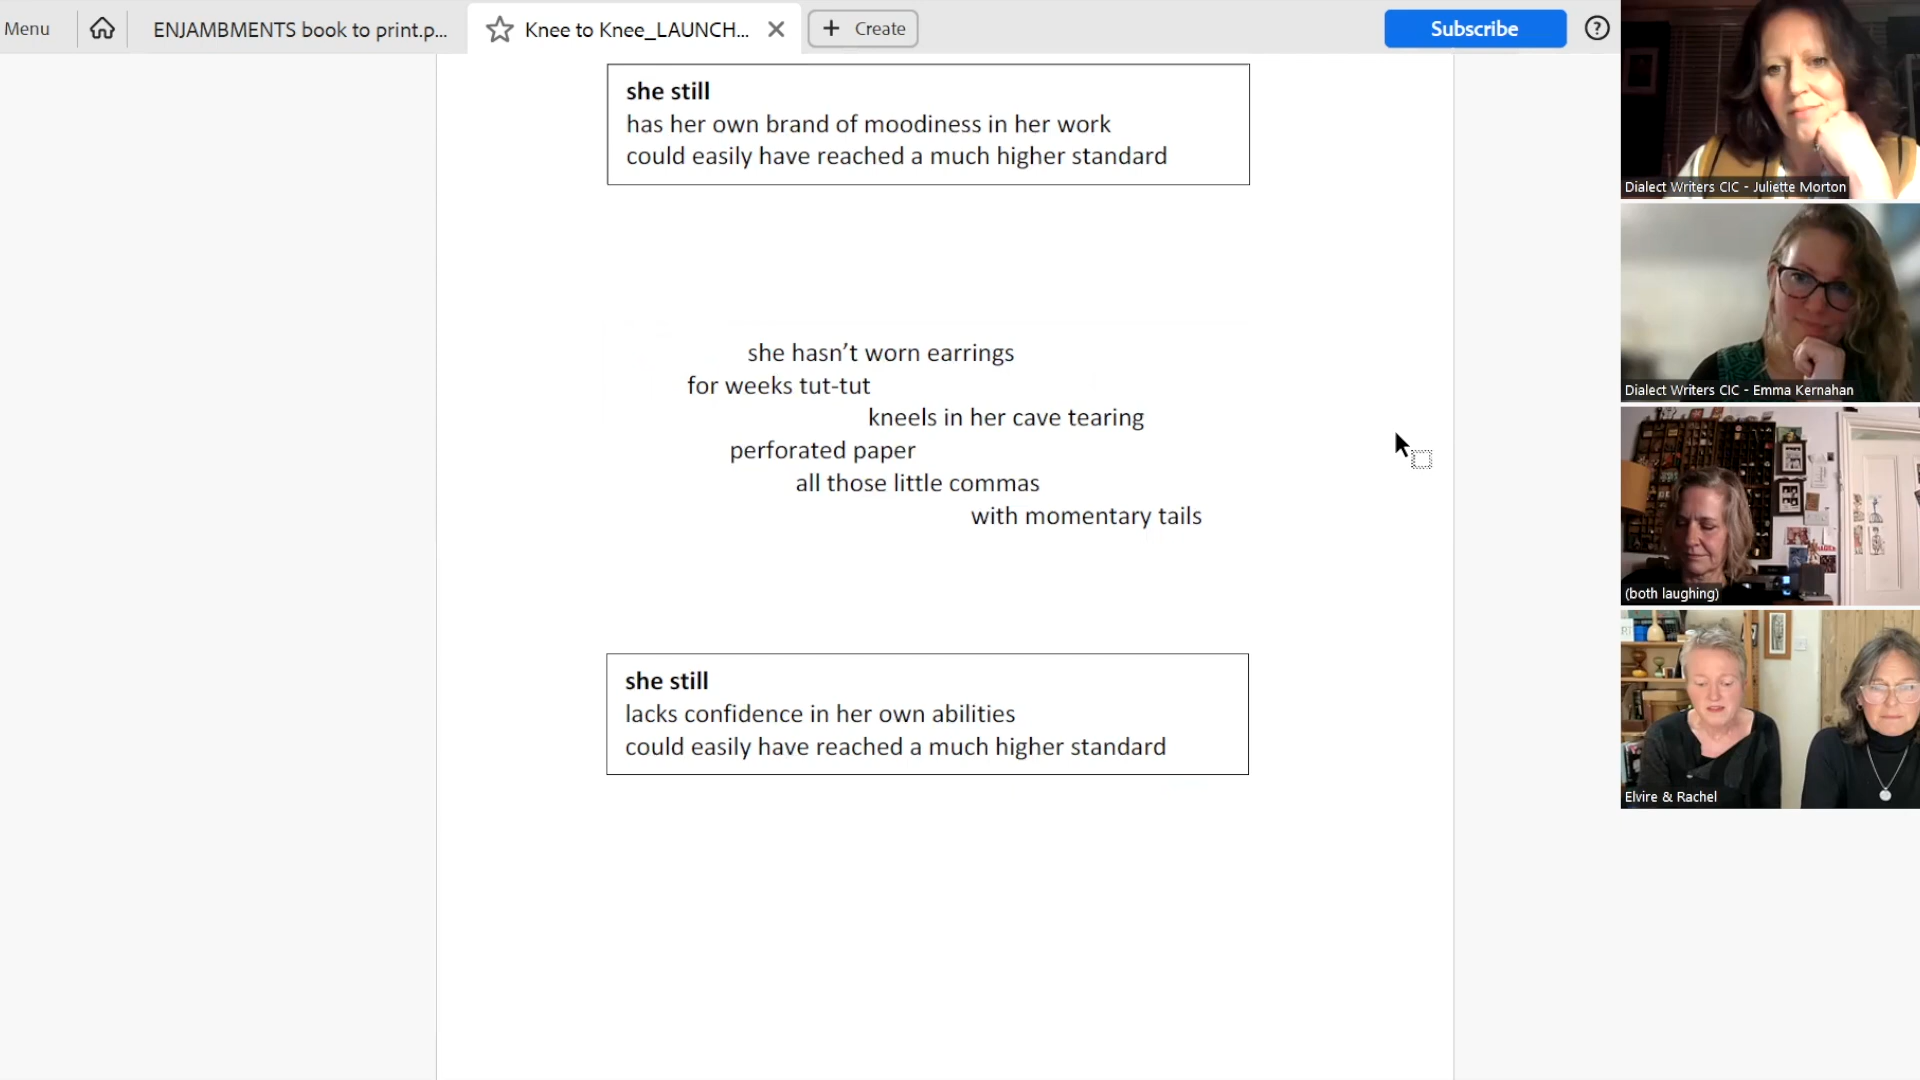 Menu
ENJAMBMENTS book to print.p...
Knee to Knee_LAUNCH...
Create
Subscribe
she still
has her own brand of moodiness in her work
could easily have reached a much higher standard
she hasn’t worn earrings
for weeks tut-tut
kneels in her cave tearing
perforated paper
all those little commas
with momentary tails
she still
lacks confidence in her own abilities
could easily have reached a much higher standard
Dialect Writers CIC - Juliette Morton
Dialect Writers CIC - Emma Kernahan
(both laughing)
Elvire & Rachel